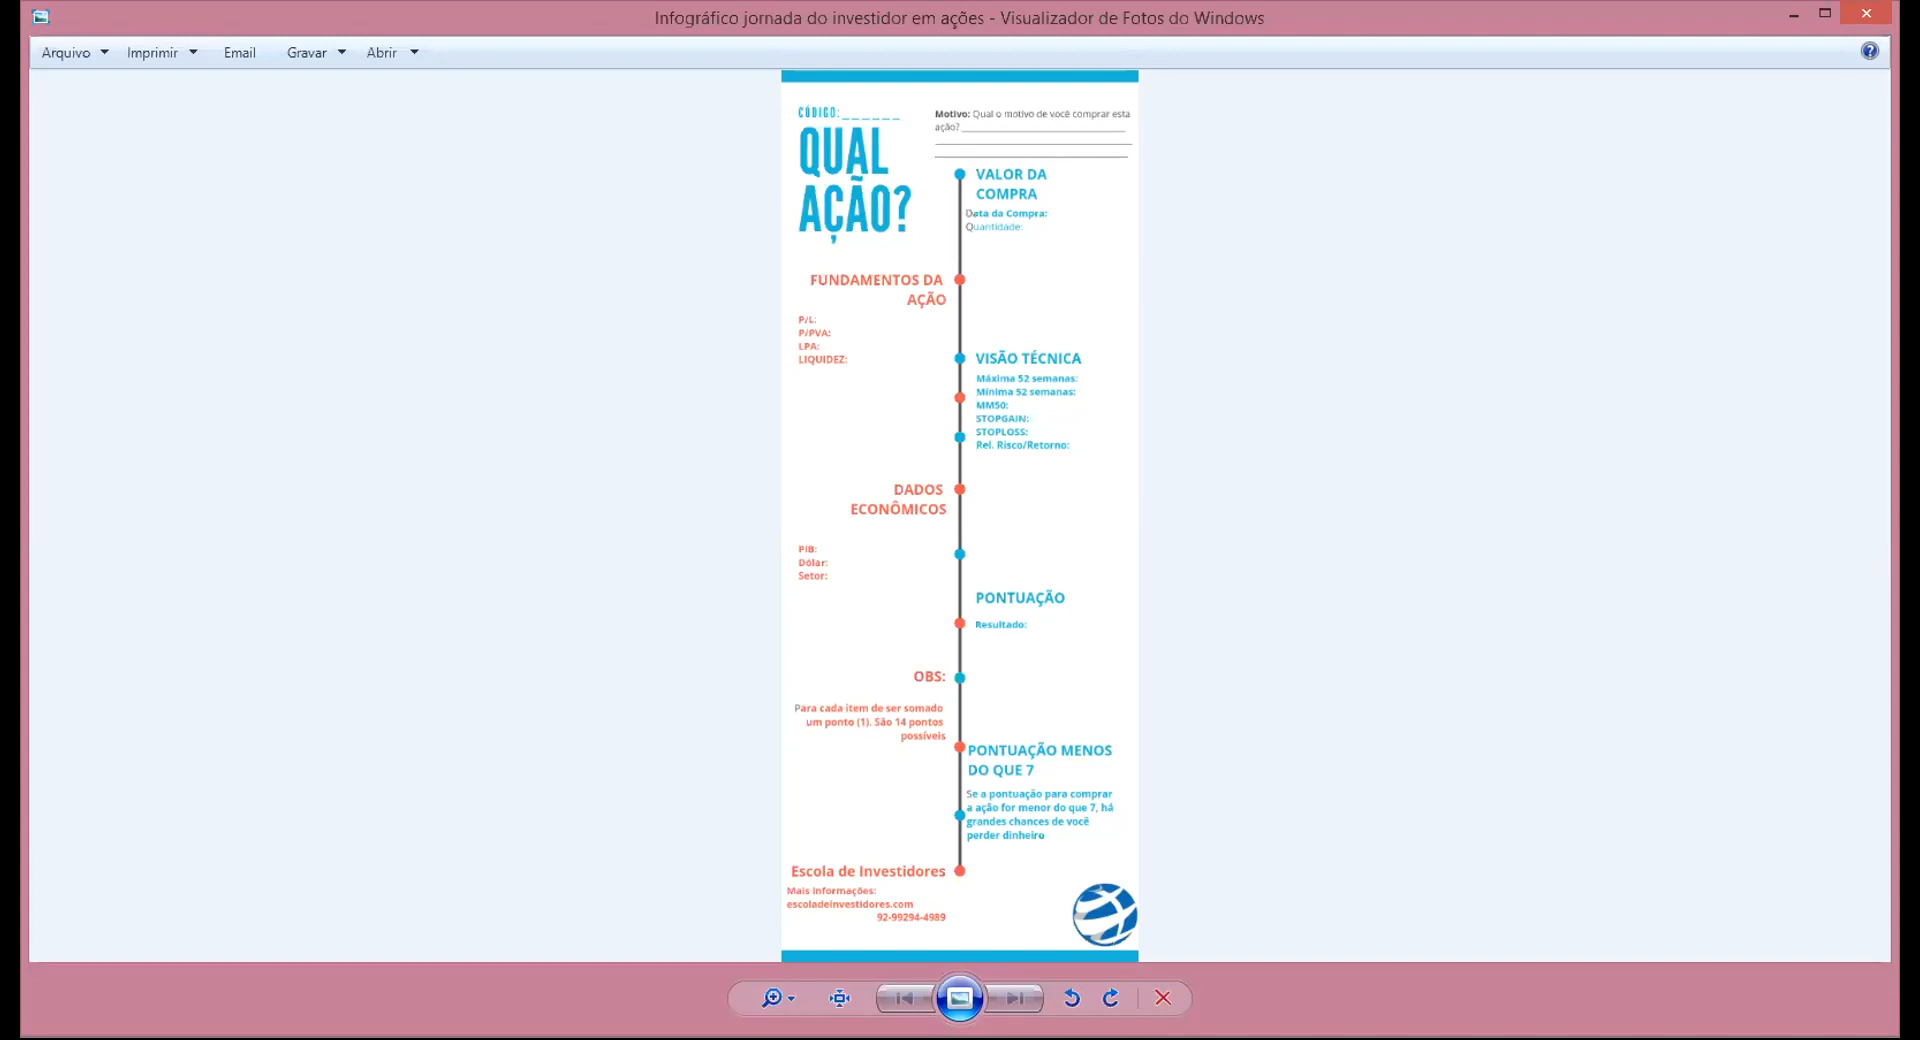 Infográfico jornada do investidor em ações - Visualizador de Fotos do Windows
Arquivo Imprimir Email Gravar Abrir
CÓDIGO:______
QUAL
AÇÃO?
Motivo: Qual o motivo de você comprar esta
ação?
VALOR DA
COMPRA
Data da Compra:
Quantidade:
FUNDAMENTOS DA
AÇÃO
P/L:
P/PVA:
LPA:
LIQUIDEZ:
VISÃO TÉCNICA
Máxima 52 semanas:
Mínima 52 semanas:
MM50:
STOPGAIN:
STOPLOSS:
Rel. Risco/Retorno:
DADOS
ECONÔMICOS
PIB:
Dólar:
Setor:
PONTUAÇÃO
Resultado:
OBS:
Para cada item de ser somado
um ponto (1). São 14 pontos
possíveis
PONTUAÇÃO MENOS
DO QUE 7
Se a pontuação para comprar
a ação for menor do que 7, há
grandes chances de você
perder dinheiro
Escola de Investidores
Mais informações:
escoladeinvestidores.com
92-99294-4989